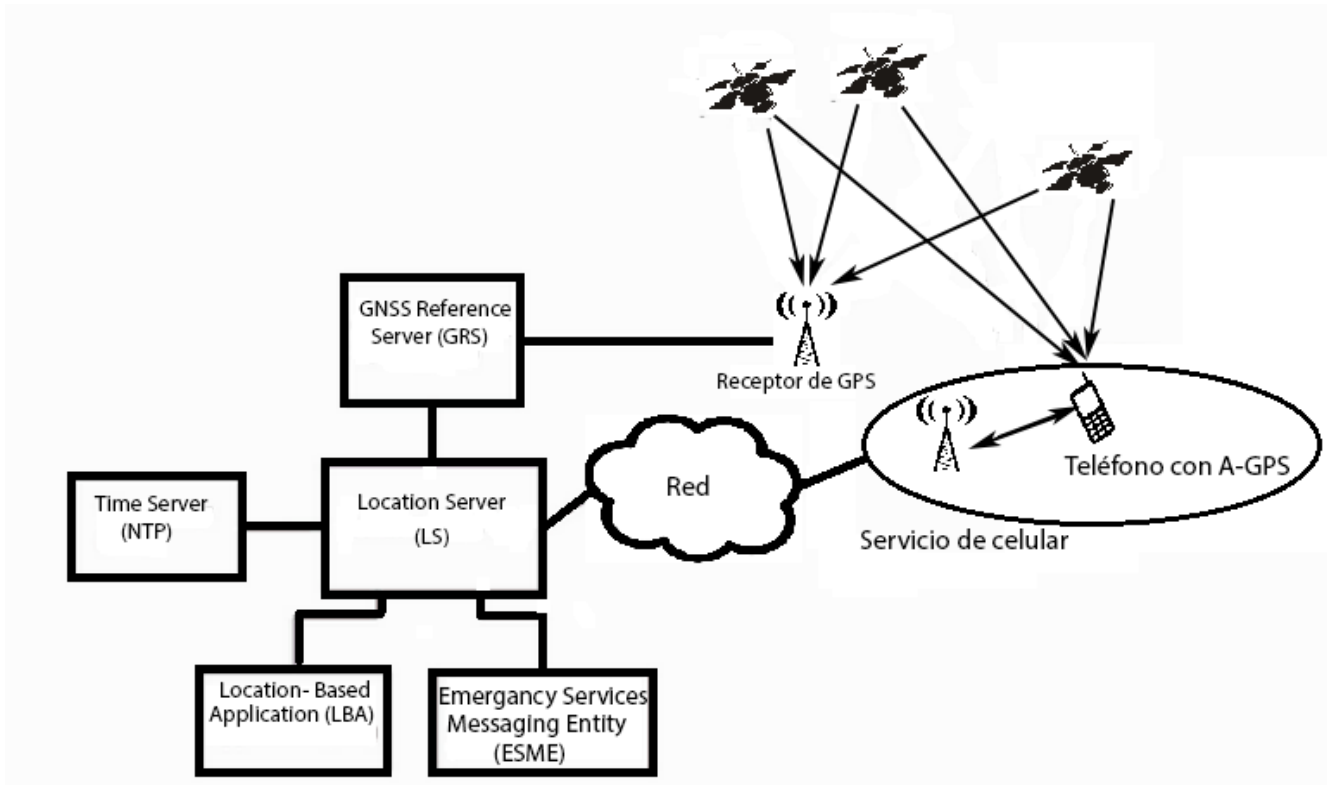 GNSS Reference
Server (GRS)
Receptor de GPS
Teléfono con A-GPS
Servicio de celular
Red
Time Server
(NTP)
Location Server
(LS)
Location- Based
Application (LBA)
Emergancy Services
Messaging Entity
(ESME)